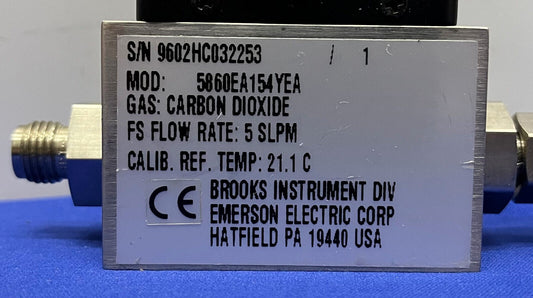 S/N 9602HC032253 / 1
MOD: 5860EA154YEA
GAS: CARBON DIOXIDE
FS FLOW RATE: 5 SLPM
CALIB. REF. TEMP: 21.1 C
CE BROOKS INSTRUMENT DIV
EMERSON ELECTRIC CORP
HATFIELD PA 19440 USA